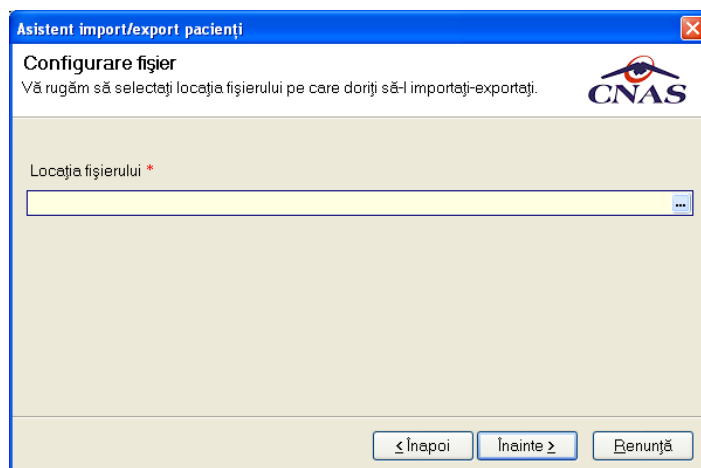 Asistent import/export pacienţi
Configurare fişier
Vă rugăm să selectaţi locaţia fişierului pe care doriţi să-l importaţi-exportaţi.
CNAS
Locaţia fişierului *
...
< Înapoi
Înainte >
Renunţă